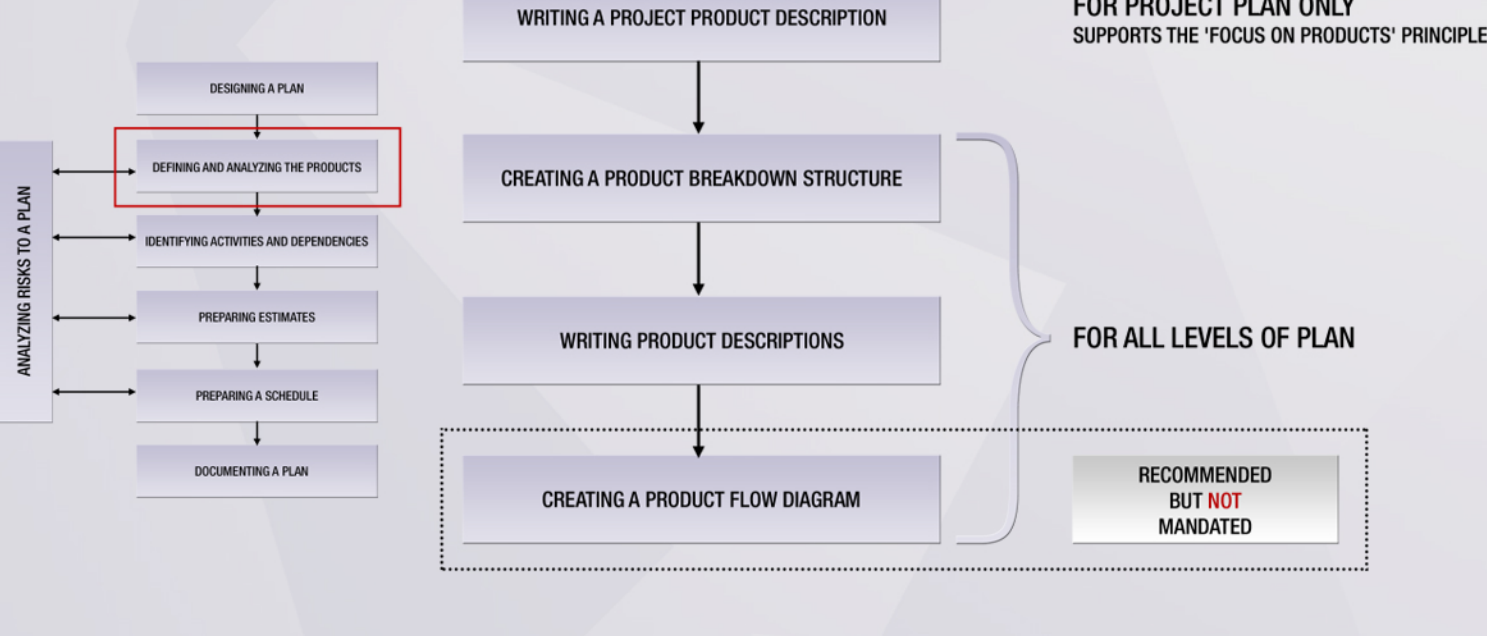 WRITING A PROJECT PRODUCT DESCRIPTION
FOR PROJECT PLAN ONLY
SUPPORTS THE 'FOCUS ON PRODUCTS' PRINCIPLE
DESIGNING A PLAN
DEFINING AND ANALYZING THE PRODUCTS
IDENTIFYING ACTIVITIES AND DEPENDENCIES
PREPARING ESTIMATES
PREPARING A SCHEDULE
DOCUMENTING A PLAN
ANALYZING RISKS TO A PLAN
CREATING A PRODUCT BREAKDOWN STRUCTURE
WRITING PRODUCT DESCRIPTIONS
CREATING A PRODUCT FLOW DIAGRAM
FOR ALL LEVELS OF PLAN
RECOMMENDED
BUT NOT
MANDATED